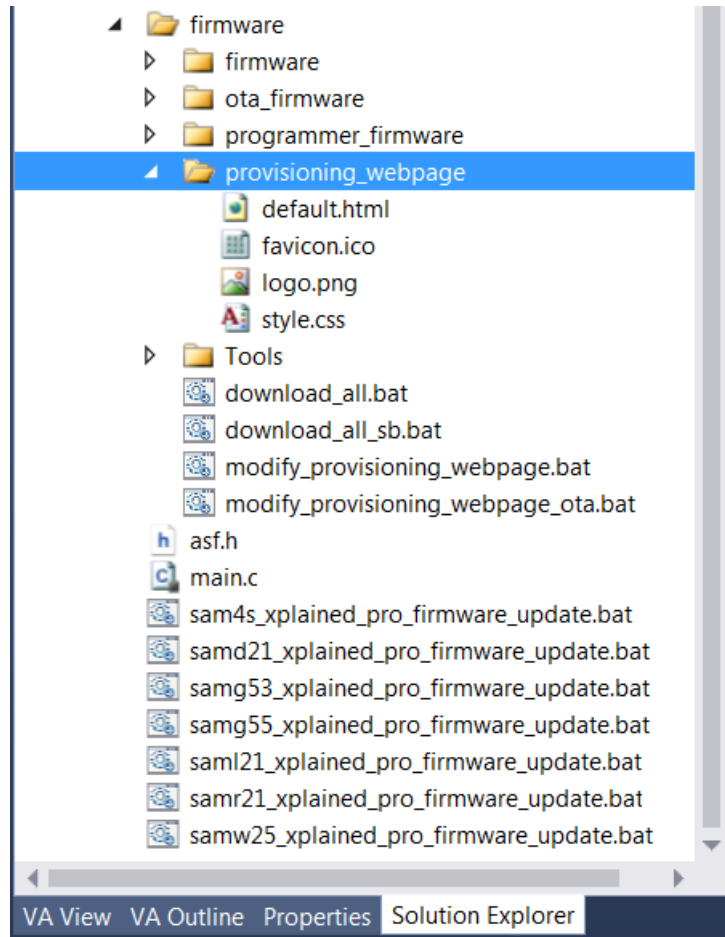 firmware
firmware
ota_firmware
programmer_firmware
provisioning_webpage
default.html
favicon.ico
logo.png
style.css
Tools
download_all.bat
download_all_sb.bat
modify_provisioning_webpage.bat
modify_provisioning_webpage_ota.bat
asf.h
main.c
sam4s_xplained_pro_firmware_update.bat
samd21_xplained_pro_firmware_update.bat
samg53_xplained_pro_firmware_update.bat
samg55_xplained_pro_firmware_update.bat
saml21_xplained_pro_firmware_update.bat
samr21_xplained_pro_firmware_update.bat
samw25_xplained_pro_firmware_update.bat
VA View VA Outline Properties Solution Explorer